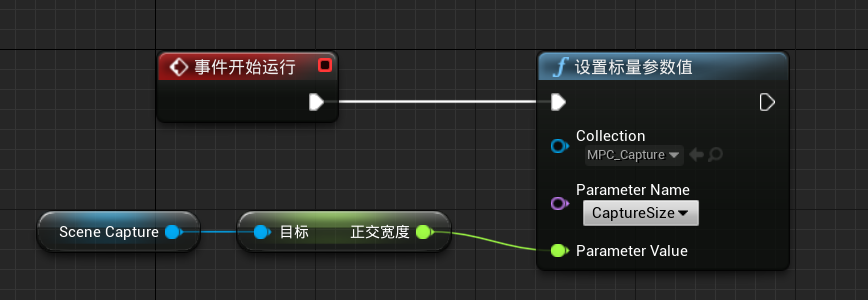 事件开始运行
设置标量参数值
Collection
MPC_Capture
Parameter Name
CaptureSize
Scene Capture
目标 正交宽度
Parameter Value